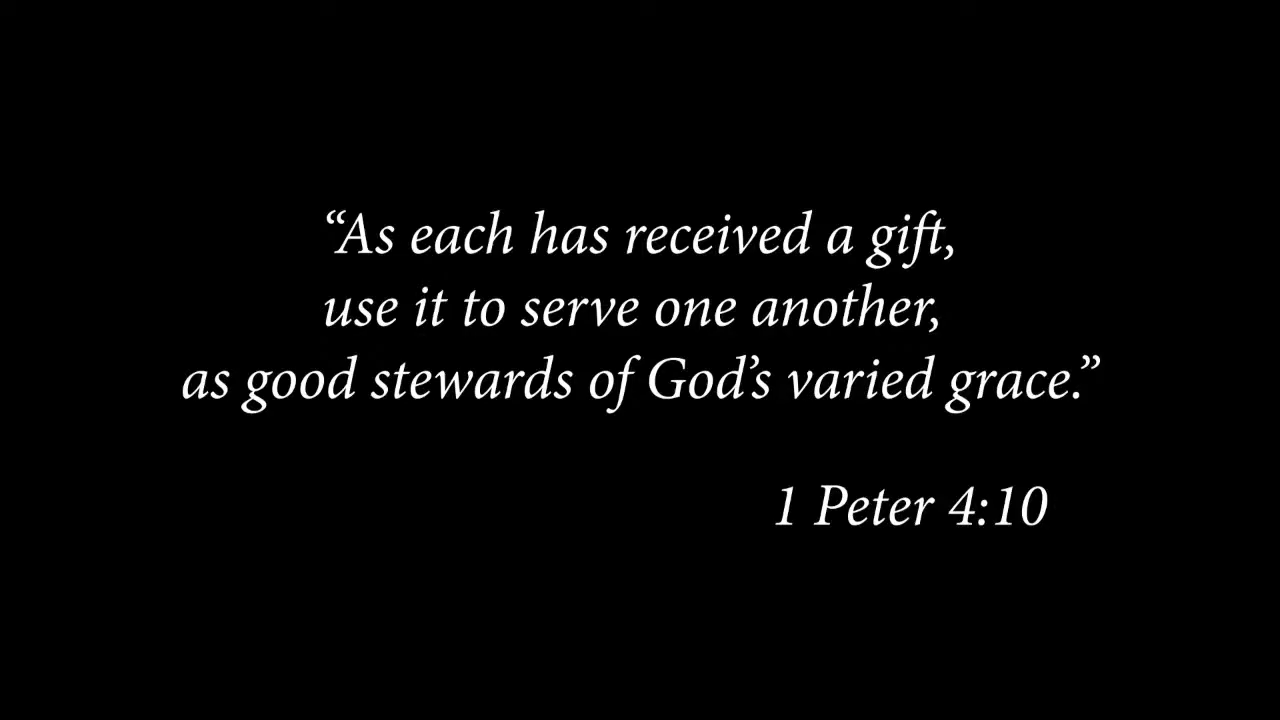 “As each has received a gift,
use it to serve one another,
as good stewards of God’s varied grace.”
1 Peter 4:10